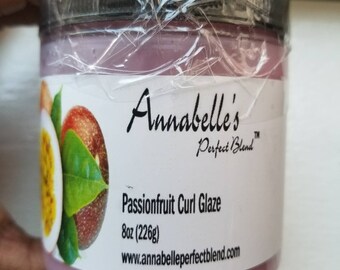 Annabelle's
Perfect Blend™
Passionfruit Curl Glaze
8oz (226g)
www.annabelleperfectblend.com